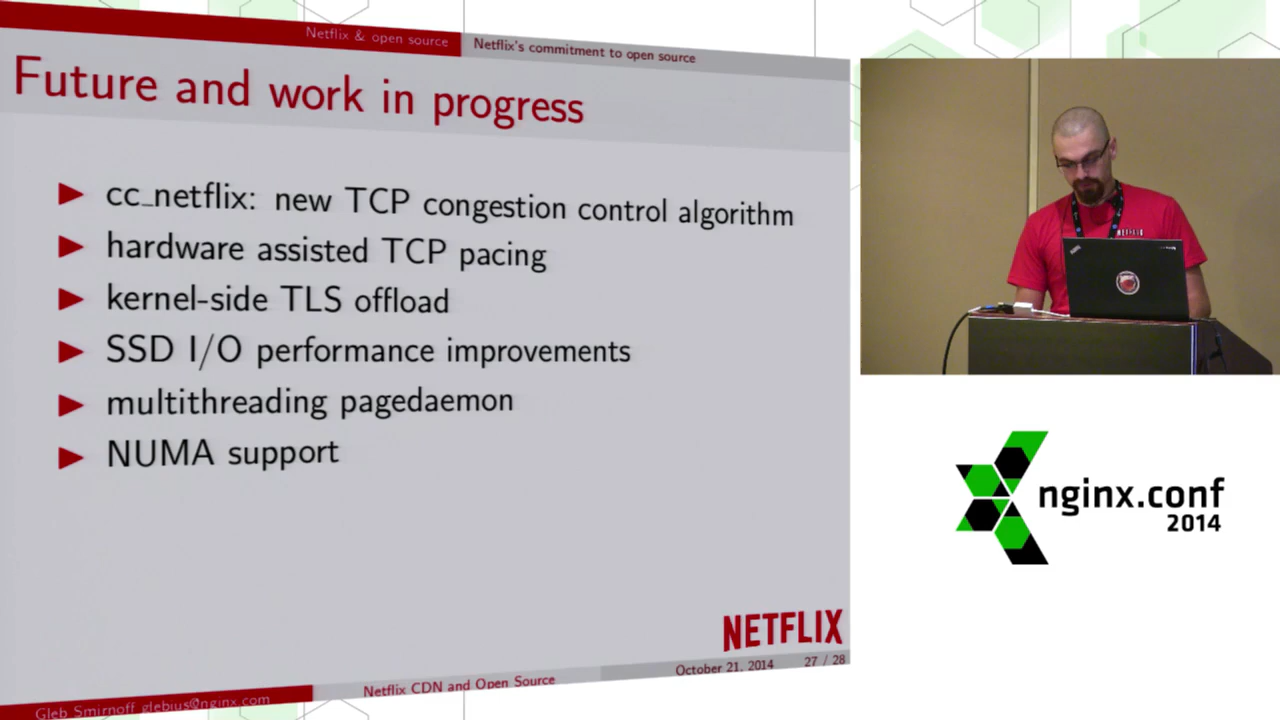 Netflix & open source
Netflix's commitment to open source
Future and work in progress
cc_netflix: new TCP congestion control algorithm
hardware assisted TCP pacing
kernel-side TLS offload
SSD I/O performance improvements
multithreading pagedaemon
NUMA support
NETFLIX
October 21, 2014 27 / 28
Gleb Smirnoff glebius@nginx.com
Netflix CDN and Open Source
NETFLIX
nginx.conf
2014